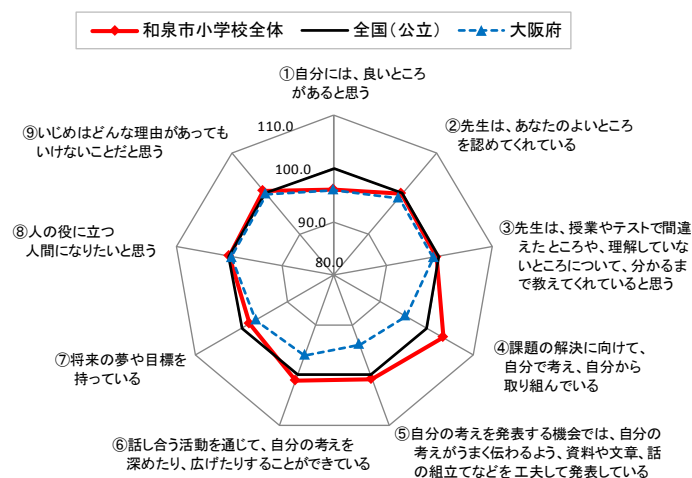 和泉市小学校全体
全国(公立)
大阪府
①自分には、良いところ
があると思う
②先生は、あなたのよいところ
を認めてくれている
③先生は、授業やテストで間違
えたところや、理解していな
いところについて、分かるま
で教えてくれていると思う
④課題の解決に向けて、
自分で考え、自分から
取り組んでいる
⑤自分の考えを発表する機会では、自分の
考えがうまく伝わるよう、資料や文章、話
の組立てなどを工夫して発表している
⑥話し合う活動を通じて、自分の考えを
深めたり、広げたりすることができている
⑦将来の夢や目標を
持っている
⑧人の役に立つ
人間になりたいと思う
⑨いじめはどんな理由があっても
いけないことだと思う
110.0
100.0
90.0
80.0